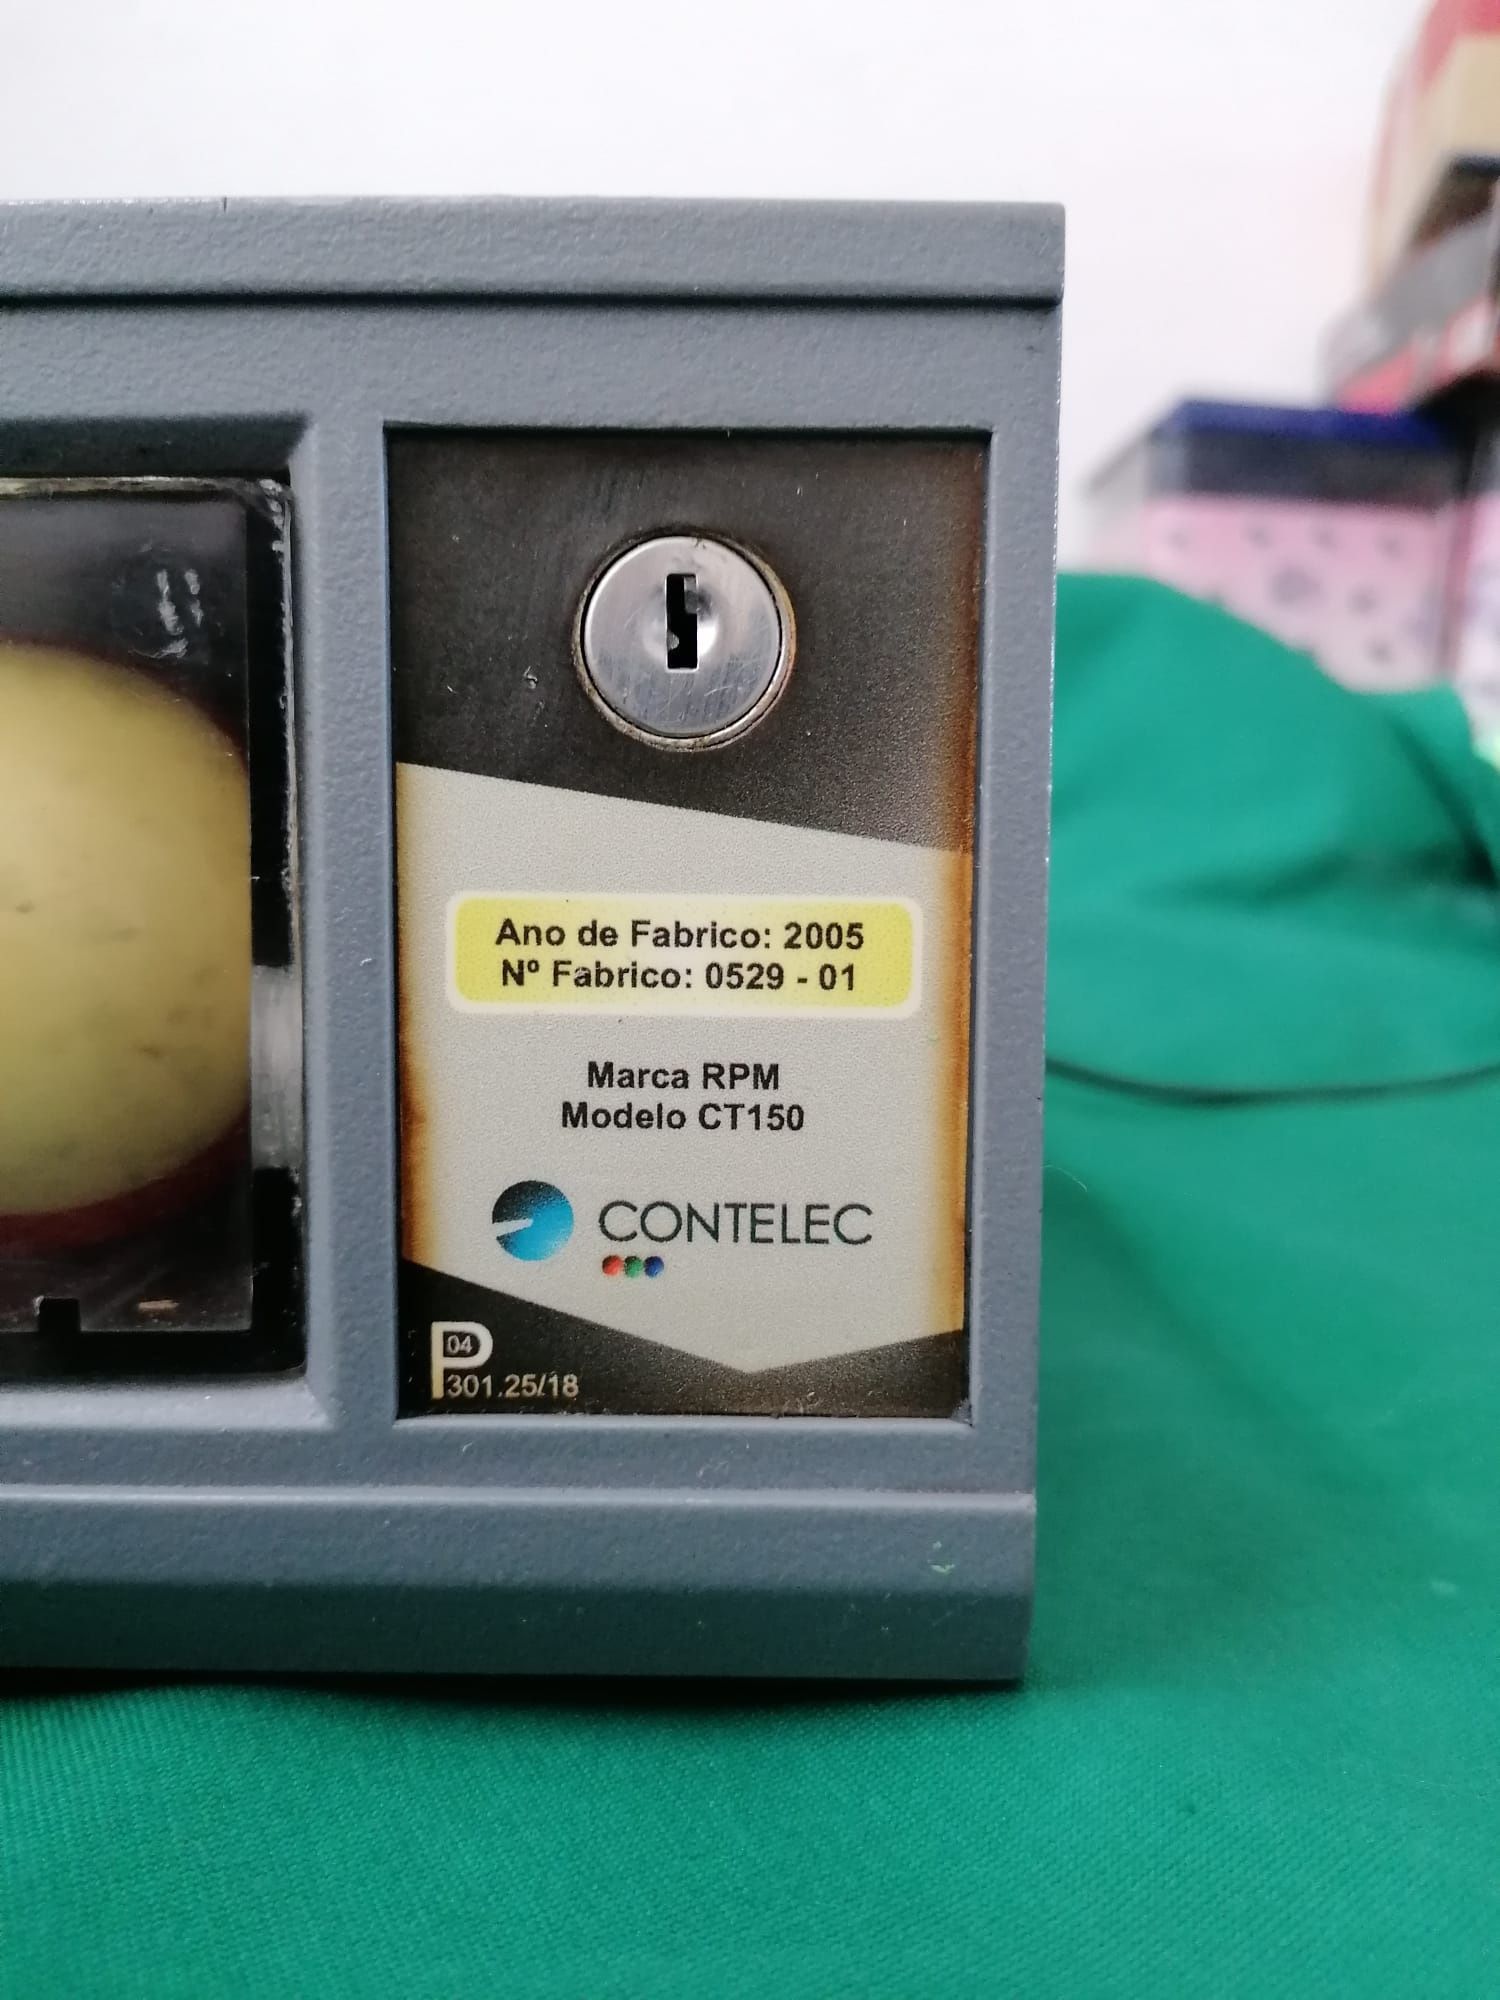 Ano de Fabrico: 2005
Nº Fabrico: 0529 - 01
Marca RPM
Modelo CT150
CONTELEC
P 04
301.25/18